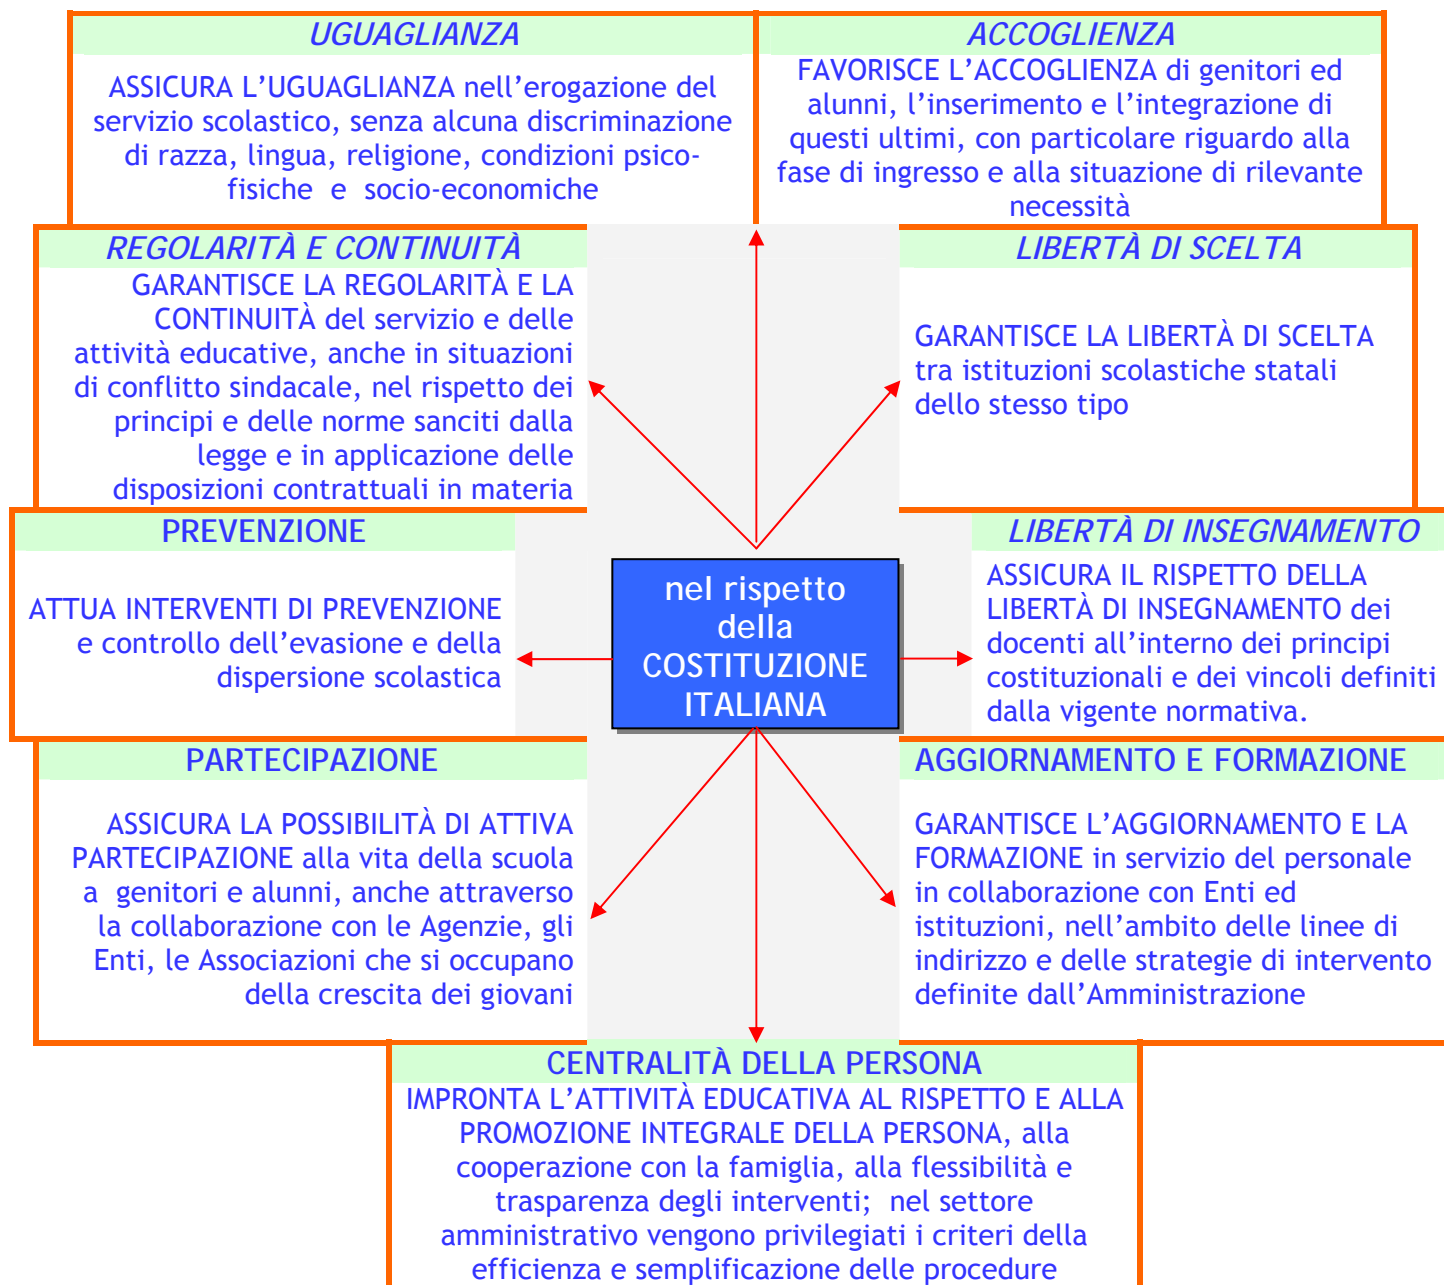 UGUAGLIANZA
ASSICURA L’UGUAGLIANZA nell’erogazione del
servizio scolastico, senza alcuna discriminazione
di razza, lingua, religione, condizioni psico-
fisiche e socio-economiche
ACCOGLIENZA
FAVORISCE L’ACCOGLIENZA di genitori ed
alunni, l’inserimento e l’integrazione di
questi ultimi, con particolare riguardo alla
fase di ingresso e alla situazione di rilevante
necessità
REGOLARITÀ E CONTINUITÀ
GARANTISCE LA REGOLARITÀ E LA
CONTINUITÀ del servizio e delle
attività educative, anche in situazioni
di conflitto sindacale, nel rispetto dei
principi e delle norme sanciti dalla
legge e in applicazione delle
disposizioni contrattuali in materia
LIBERTÀ DI SCELTA
GARANTISCE LA LIBERTÀ DI SCELTA
tra istituzioni scolastiche statali
dello stesso tipo
PREVENZIONE
ATTUA INTERVENTI DI PREVENZIONE
e controllo dell’evasione e della
dispersione scolastica
nel rispetto
della
COSTITUZIONE
ITALIANA
LIBERTÀ DI INSEGNAMENTO
ASSICURA IL RISPETTO DELLA
LIBERTÀ DI INSEGNAMENTO dei
docenti all’interno dei principi
costituzionali e dei vincoli definiti
dalla vigente normativa.
PARTECIPAZIONE
ASSICURA LA POSSIBILITÀ DI ATTIVA
PARTECIPAZIONE alla vita della scuola
a genitori e alunni, anche attraverso
la collaborazione con le Agenzie, gli
Enti, le Associazioni che si occupano
della crescita dei giovani
AGGIORNAMENTO E FORMAZIONE
GARANTISCE L’AGGIORNAMENTO E LA
FORMAZIONE in servizio del personale
in collaborazione con Enti ed
istituzioni, nell’ambito delle linee di
indirizzo e delle strategie di intervento
definite dall’Amministrazione
CENTRALITÀ DELLA PERSONA
IMPRONTA L’ATTIVITÀ EDUCATIVA AL RISPETTO E ALLA
PROMOZIONE INTEGRALE DELLA PERSONA, alla
cooperazione con la famiglia, alla flessibilità e
trasparenza degli interventi; nel settore
amministrativo vengono privilegiati i criteri della
efficienza e semplificazione delle procedure